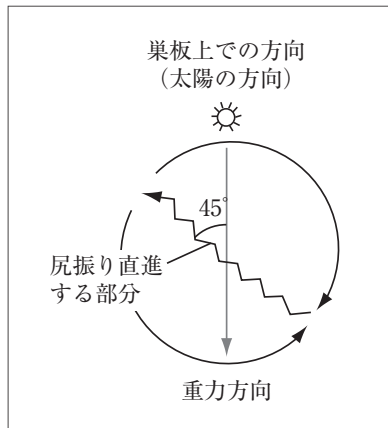 巣板上での方向
（太陽の方向）
45°
尻振り直進
する部分
重力方向